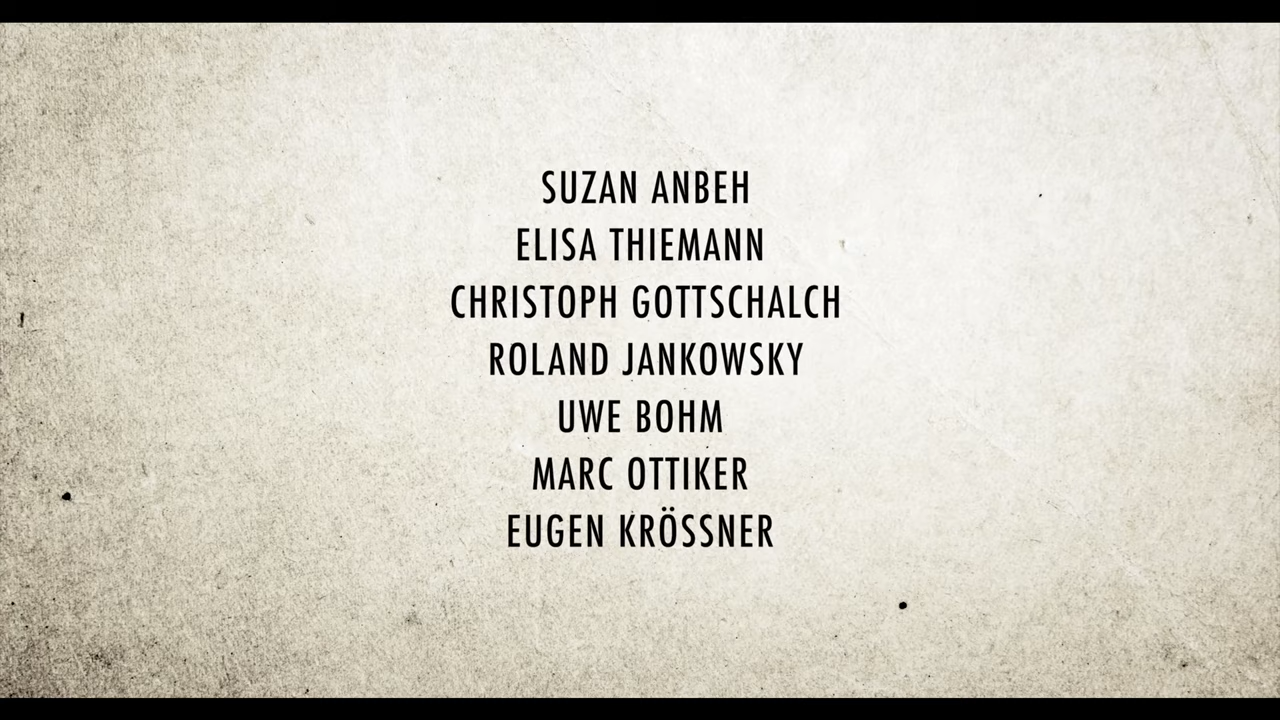 SUZAN ANBEH
ELISA THIEMANN
CHRISTOPH GOTTSCHALCH
ROLAND JANKOWSKY
UWE BOHM
MARC OTTIKER
EUGEN KRÖSSNER